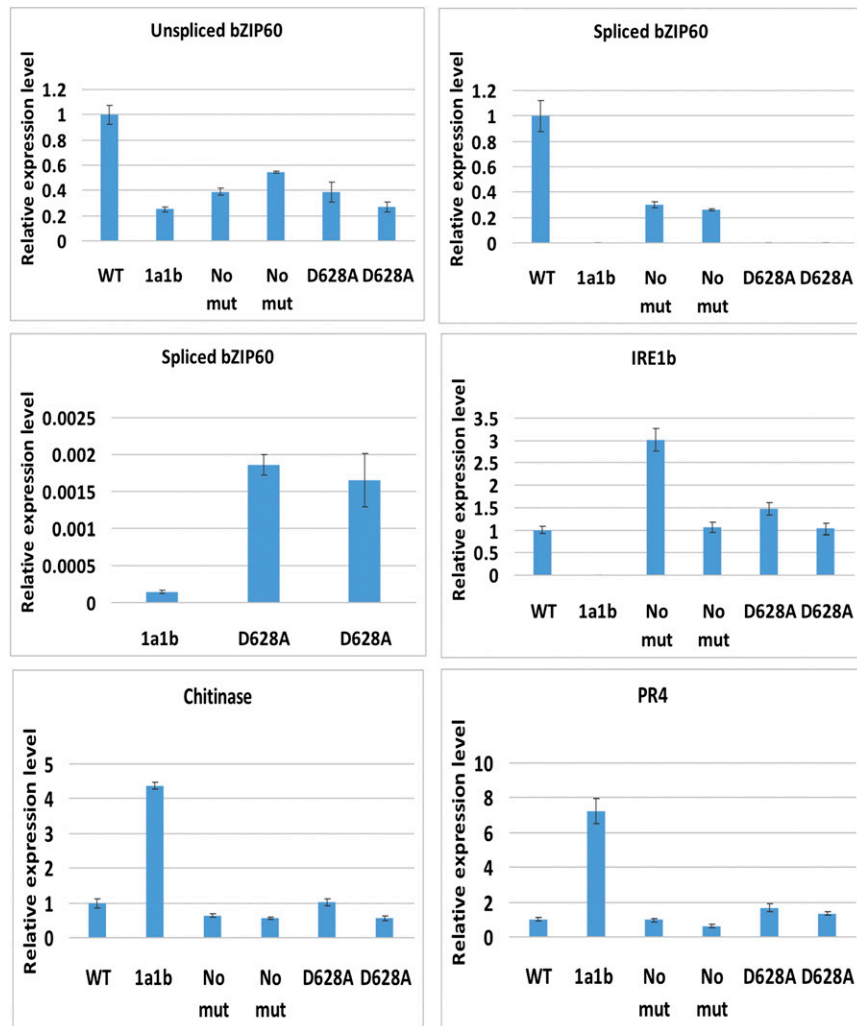 Unspliced bZIP60
Relative expression level
1.2
1
0.8
0.6
0.4
0.2
0
WT 1a1b No No D628A D628A
mut mut
Spliced bZIP60
Relative expression level
1.2
1
0.8
0.6
0.4
0.2
0
WT 1a1b No No D628A D628A
mut mut
Spliced bZIP60
Relative expression level
0.0025
0.002
0.0015
0.001
0.0005
0
1a1b D628A D628A
IRE1b
Relative expression level
3.5
3
2.5
2
1.5
1
0.5
0
WT 1a1b No No D628A D628A
mut mut
Chitinase
Relative expression level
5
4
3
2
1
0
WT 1a1b No No D628A D628A
mut mut
PR4
Relative expression level
10
8
6
4
2
0
WT 1a1b No No D628A D628A
mut mut